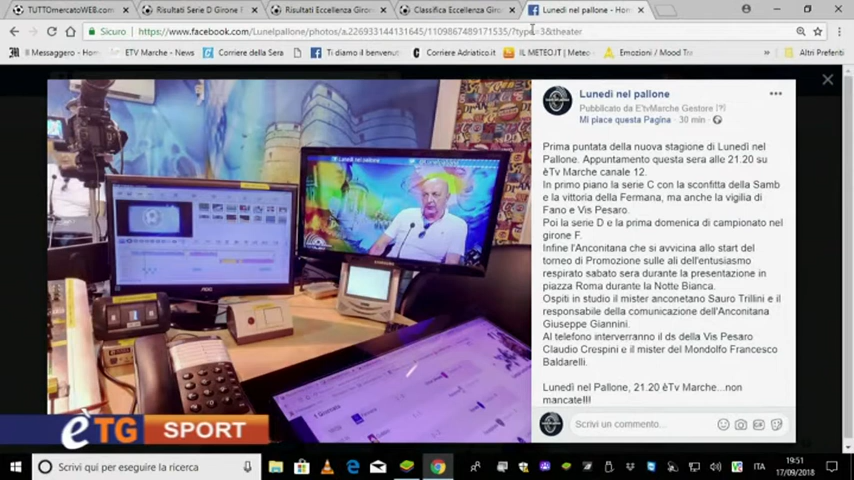 TUTTOmercatoWEB.com
Risultati Serie D Girone F
Risultati Eccellenza Girone
Classifica Eccellenza Giron
Lunedì nel pallone - Hom
Sicuro
https://www.facebook.com/Lunelpallone/photos/a.226933144131645/1109867489171535/?type=3&theater
Il Messaggero - Home
ETV Marche - News
Corriere della Sera
Ti diamo il benvenut
Corriere Adriatico.it
IL METEO.IT | Meteo
Emozioni / Mood
Altri Preferiti
Lunedì nel pallone
Pubblicato da E'tvMarche Gestore [?]
Mi piace questa Pagina · 30 min ·
Prima puntata della nuova stagione di Lunedì nel
Pallone. Appuntamento questa sera alle 21.20 su
èTv Marche canale 12.
In primo piano la serie C con la sconfitta della Samb
e la vittoria della Fermana, ma anche la vigilia di
Fano e Vis Pesaro.
Poi la serie D e la prima domenica di campionato nel
girone F.
Infine l'Anconitana che si avvicina allo start del
torneo di Promozione sulle ali dell'entusiasmo
respirato sabato sera durante la presentazione in
piazza Roma durante la Notte Bianca.
Ospiti in studio il mister anconetano Sauro Trillini e il
responsabile della comunicazione dell'Anconitana
Giuseppe Giannini.
Al telefono interverranno il ds della Vis Pesaro
Claudio Crespini e il mister del Mondolfo Francesco
Baldarelli.
Lunedì nel Pallone, 21.20 èTv Marche...non
mancate!!!
Scrivi un commento...
Lunedì nel pallone
AOC
èTG SPORT
Scrivi qui per eseguire la ricerca
ITA
19:51
17/09/2018